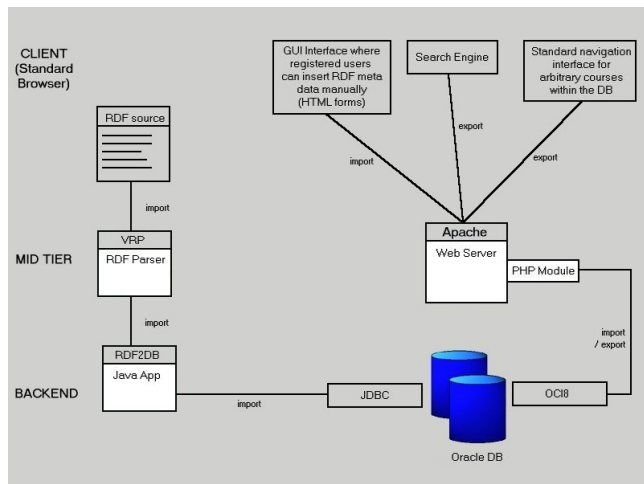 CLIENT
(Standard
Browser)
GUI Interface where
registered users
can insert RDF meta
data manually
(HTML forms)
Search Engine
Standard navigation
interface for
arbitrary courses
within the DB
RDF source
import
export
export
import
MID TIER
VRP
RDF Parser
Apache
Web Server
PHP Module
import
import
/ export
BACKEND
RDF2DB
Java App
import
JDBC
OCI8
Oracle DB